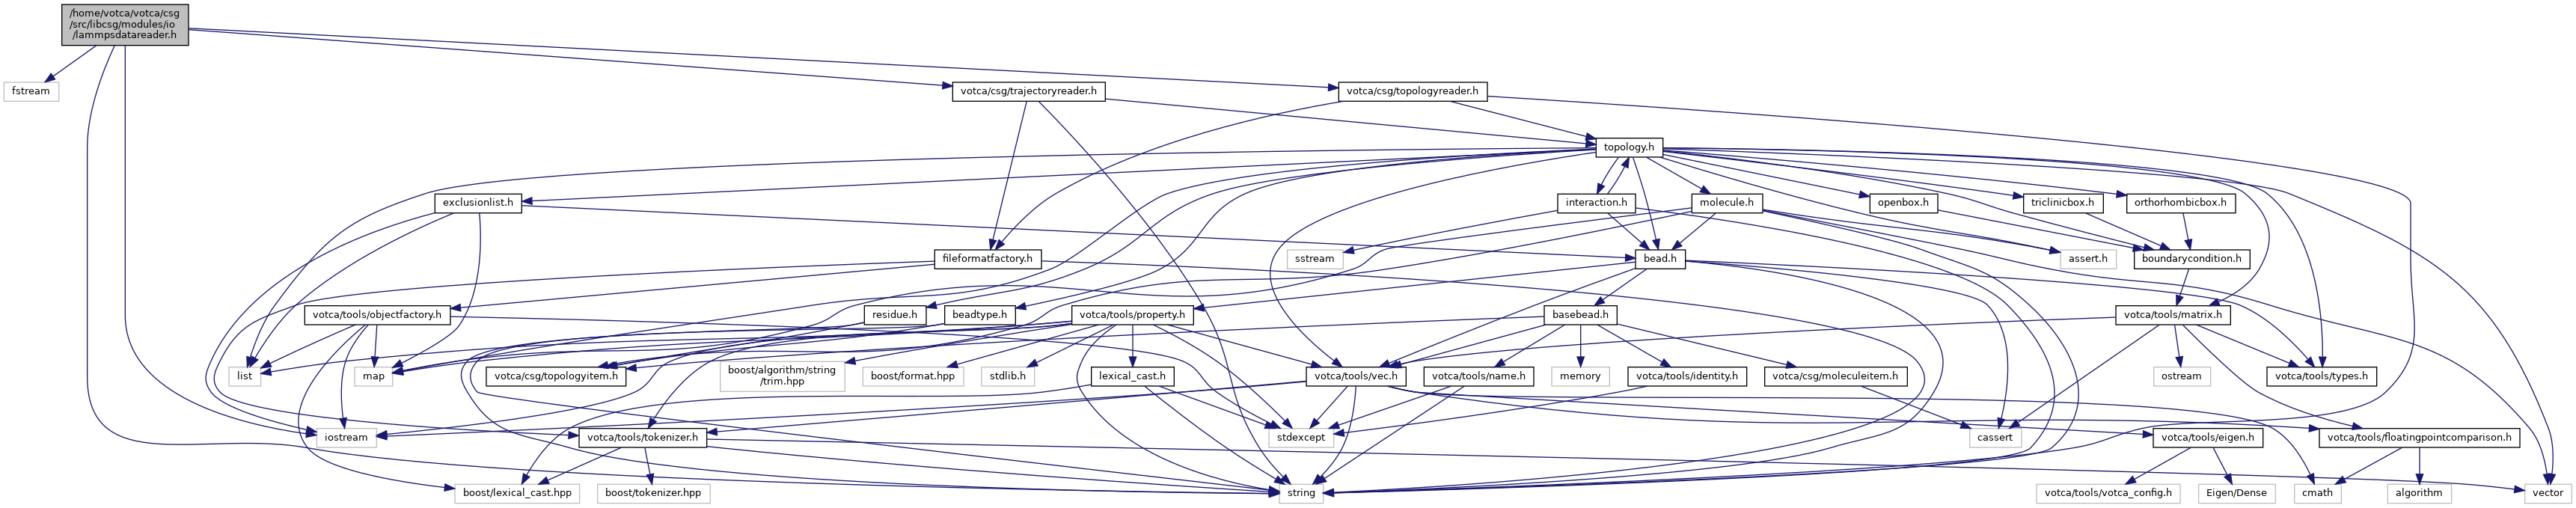 /home/votca/votca/csg
/src/libcsg/modules/io
/lammpsdatareader.h
fstream
votca/csg/trajectoryreader.h
votca/csg/topologyreader.h
topology.h
exclusionlist.h
interaction.h
molecule.h
openbox.h
triclinicbox.h
orthorhombicbox.h
fileformatfactory.h
sstream
bead.h
assert.h
boundarycondition.h
votca/tools/objectfactory.h
residue.h
beadtype.h
votca/tools/property.h
basebead.h
votca/tools/matrix.h
list
map
votca/csg/topologyitem.h
boost/algorithm/string
/trim.hpp
boost/format.hpp
stdlib.h
lexical_cast.h
votca/tools/vec.h
votca/tools/name.h
memory
votca/tools/identity.h
votca/csg/moleculeitem.h
ostream
votca/tools/types.h
iostream
votca/tools/tokenizer.h
stdexcept
cassert
votca/tools/eigen.h
votca/tools/floatingpointcomparison.h
boost/lexical_cast.hpp
boost/tokenizer.hpp
string
votca/tools/votca_config.h
Eigen/Dense
cmath
algorithm
vector